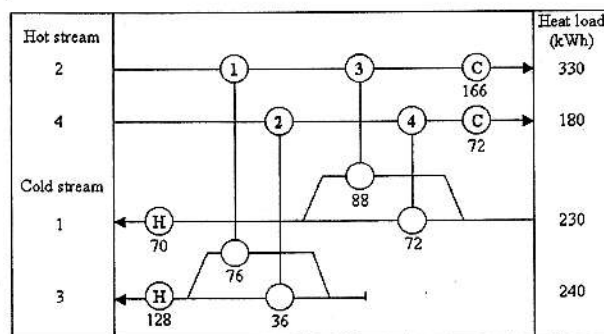 Hot stream
Heat load
(kWh)
2 1 3 C 330
166
4 2 4 C 180
72
Cold stream
88
1 H 72 230
70
76
3 H 36 240
128